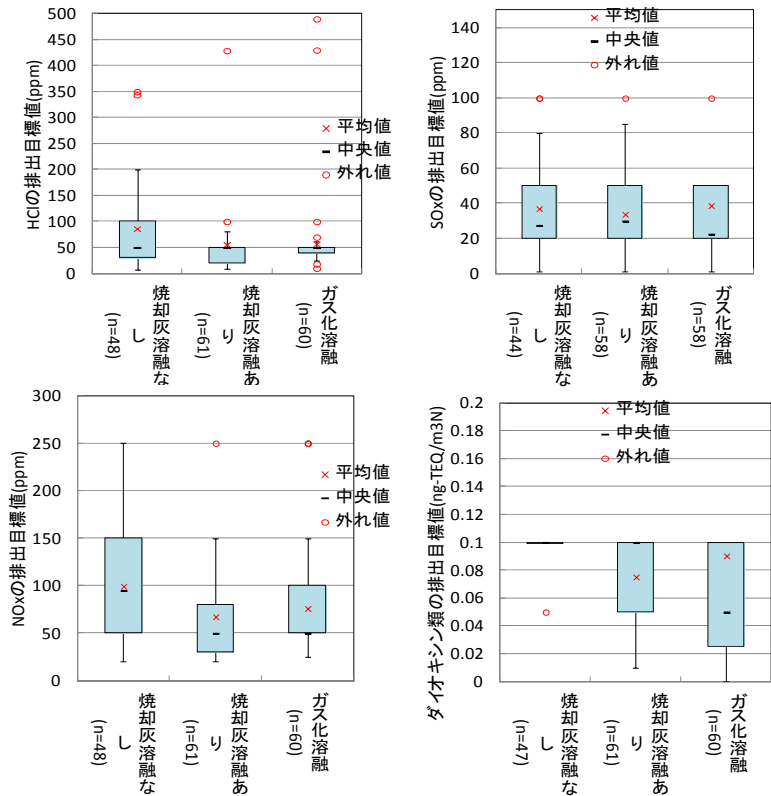 HClの排出目標値(ppm)
500
450
400
350
300
250
200
150
100
50
0
平均値
中央値
外れ値
焼却灰溶融なし
(n=48)
焼却灰溶融あり
(n=61)
ガス化溶融
(n=60)
SOxの排出目標値(ppm)
140
120
100
80
60
40
20
0
平均値
中央値
外れ値
焼却灰溶融なし
(n=44)
焼却灰溶融あり
(n=58)
ガス化溶融
(n=58)
NOxの排出目標値(ppm)
300
250
200
150
100
50
0
平均値
中央値
外れ値
焼却灰溶融なし
(n=48)
焼却灰溶融あり
(n=61)
ガス化溶融
(n=60)
ダイオキシン類の排出目標値(ng-TEQ/m3N)
0.2
0.18
0.16
0.14
0.12
0.1
0.08
0.06
0.04
0.02
0
平均値
中央値
外れ値
焼却灰溶融なし
(n=47)
焼却灰溶融あり
(n=61)
ガス化溶融
(n=60)